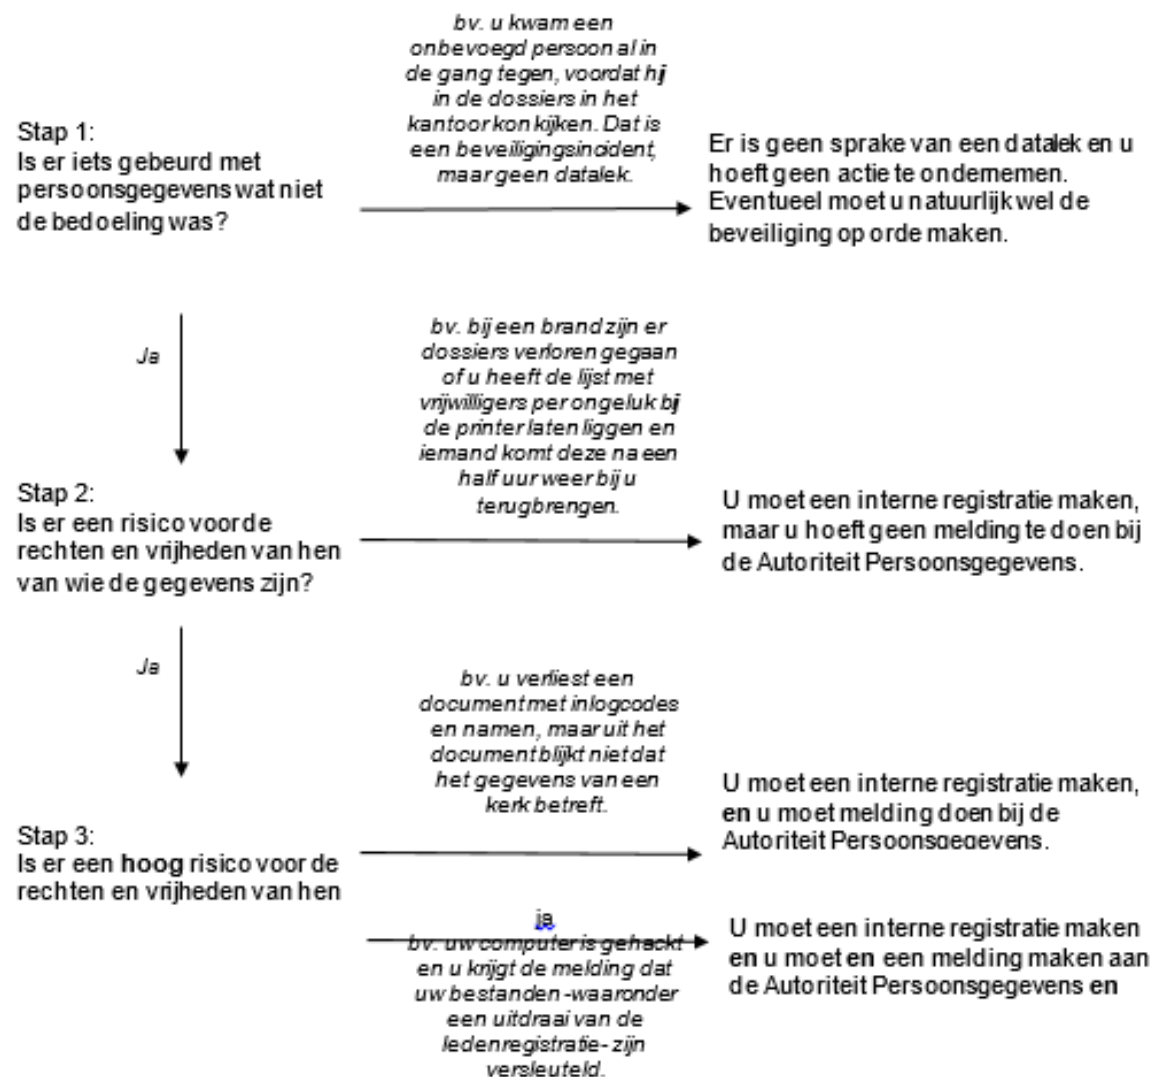 bv. u kwam een
onbevoegd persoon al in
de gang tegen, voordat hij
in de dossiers in het
kantoor kon kijken. Dat is
een beveiligingsincident,
maar geen datalek.
Stap 1:
Is er iets gebeurd met
persoonsgegevens wat niet
de bedoeling was?
Er is geen sprake van een datalek en u
hoeft geen actie te ondernemen.
Eventueel moet u natuurlijk wel de
beveiliging op orde maken.
Ja
bv. bij een brand zijn er
dossiers verloren gegaan
of u heeft de lijst met
vrijwilligers per ongeluk bij
de printer laten liggen en
iemand komt deze na een
half uur weer bij u
terugbrengen.
Stap 2:
Is er een risico voor de
rechten en vrijheden van hen
van wie de gegevens zijn?
U moet een interne registratie maken,
maar u hoeft geen melding te doen bij
de Autoriteit Persoonsgegevens.
Ja
bv. u verliest een
document met inlogcodes
en namen, maar uit het
document blijkt niet dat
het gegevens van een
kerk betreft.
Stap 3:
Is er een hoog risico voor de
rechten en vrijheden van hen
U moet een interne registratie maken,
en u moet melding doen bij de
Autoriteit Persoonsgegevens.
ja
bv. uw computer is gehackt
en u krijgt de melding dat
uw bestanden -waaronder
een uitdraai van de
ledenregistratie- zijn
versleuteld.
U moet een interne registratie maken
en u moet en een melding maken aan
de Autoriteit Persoonsgegevens en